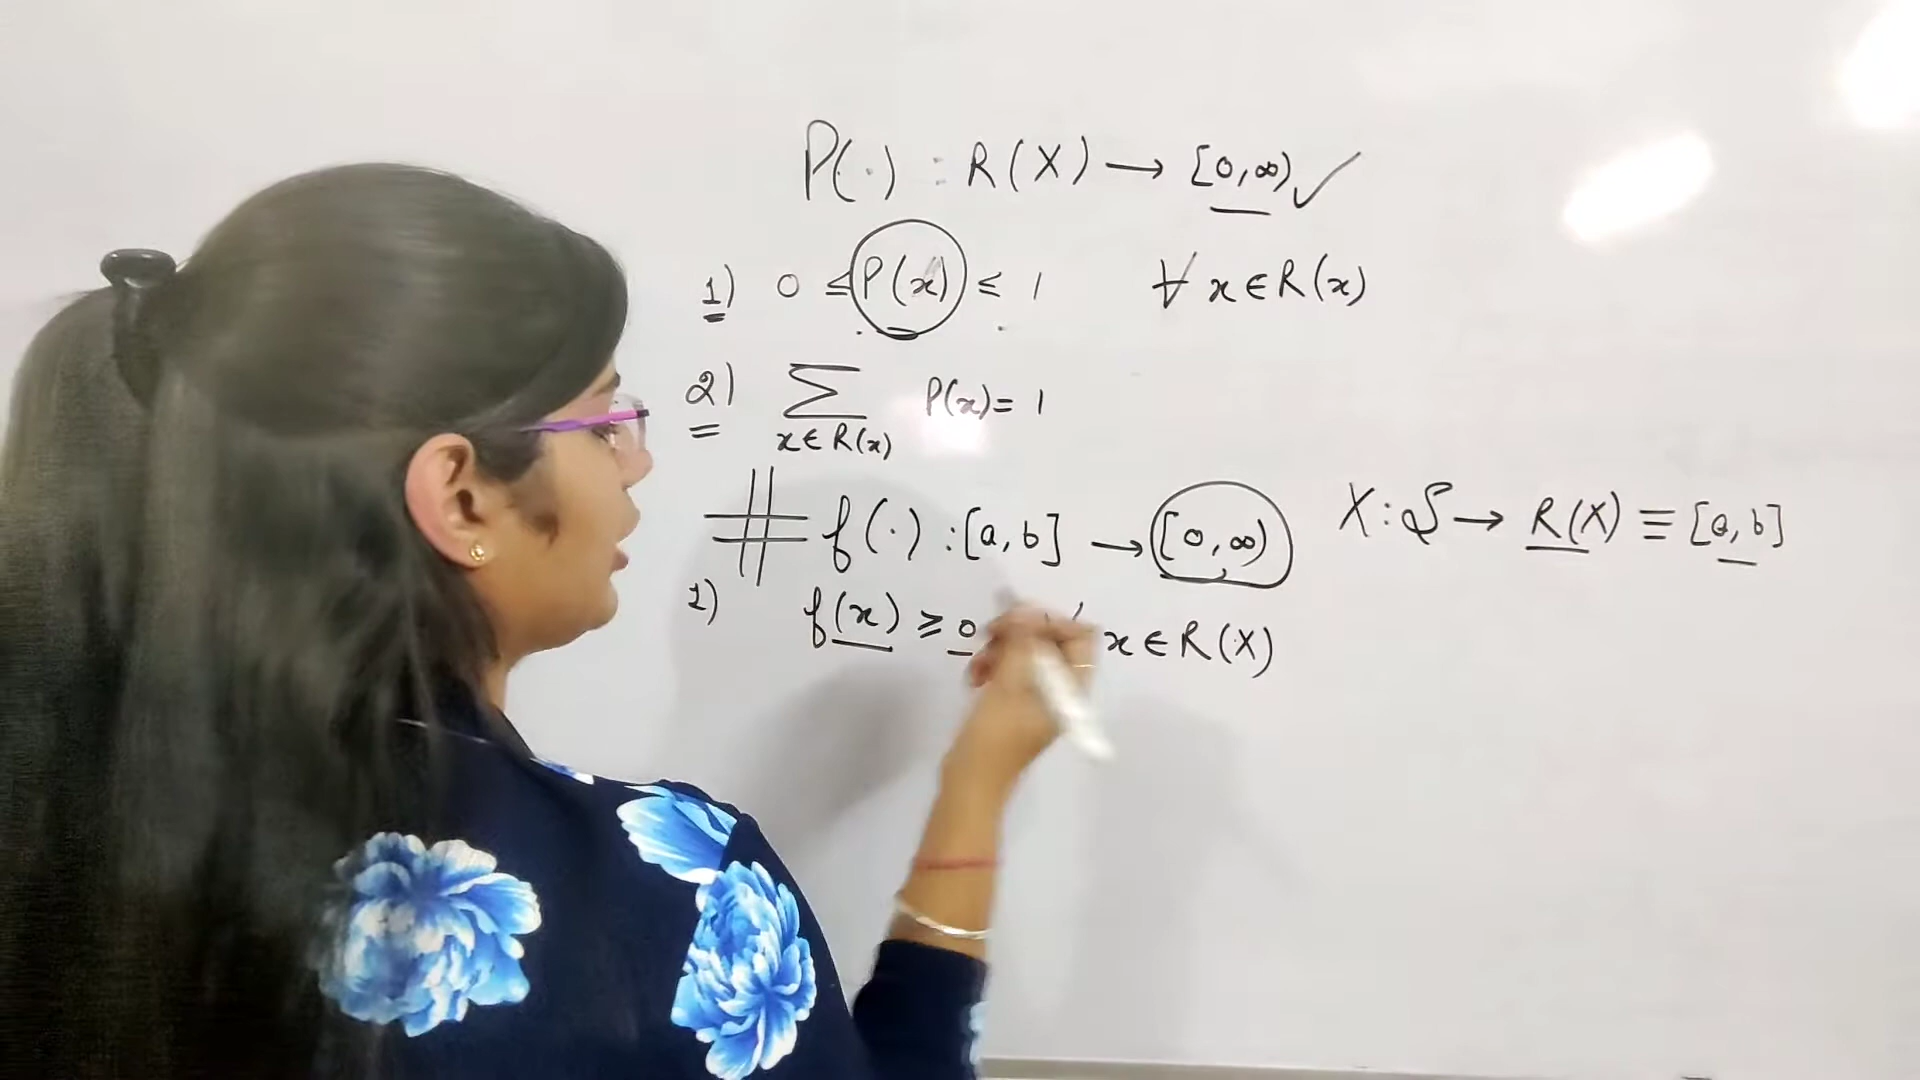 P(·) : R(X) → [0,∞) ✓
1) 0 ≤ P(x) ≤ 1 ∀ x ∈ R(x)
2) ∑ P(x) = 1
x ∈ R(x)
# f(·) : [a,b] → [0,∞) X : S → R(X) ≡ [a,b]
1) f(x) ≥ 0 ∀ x ∈ R(X)